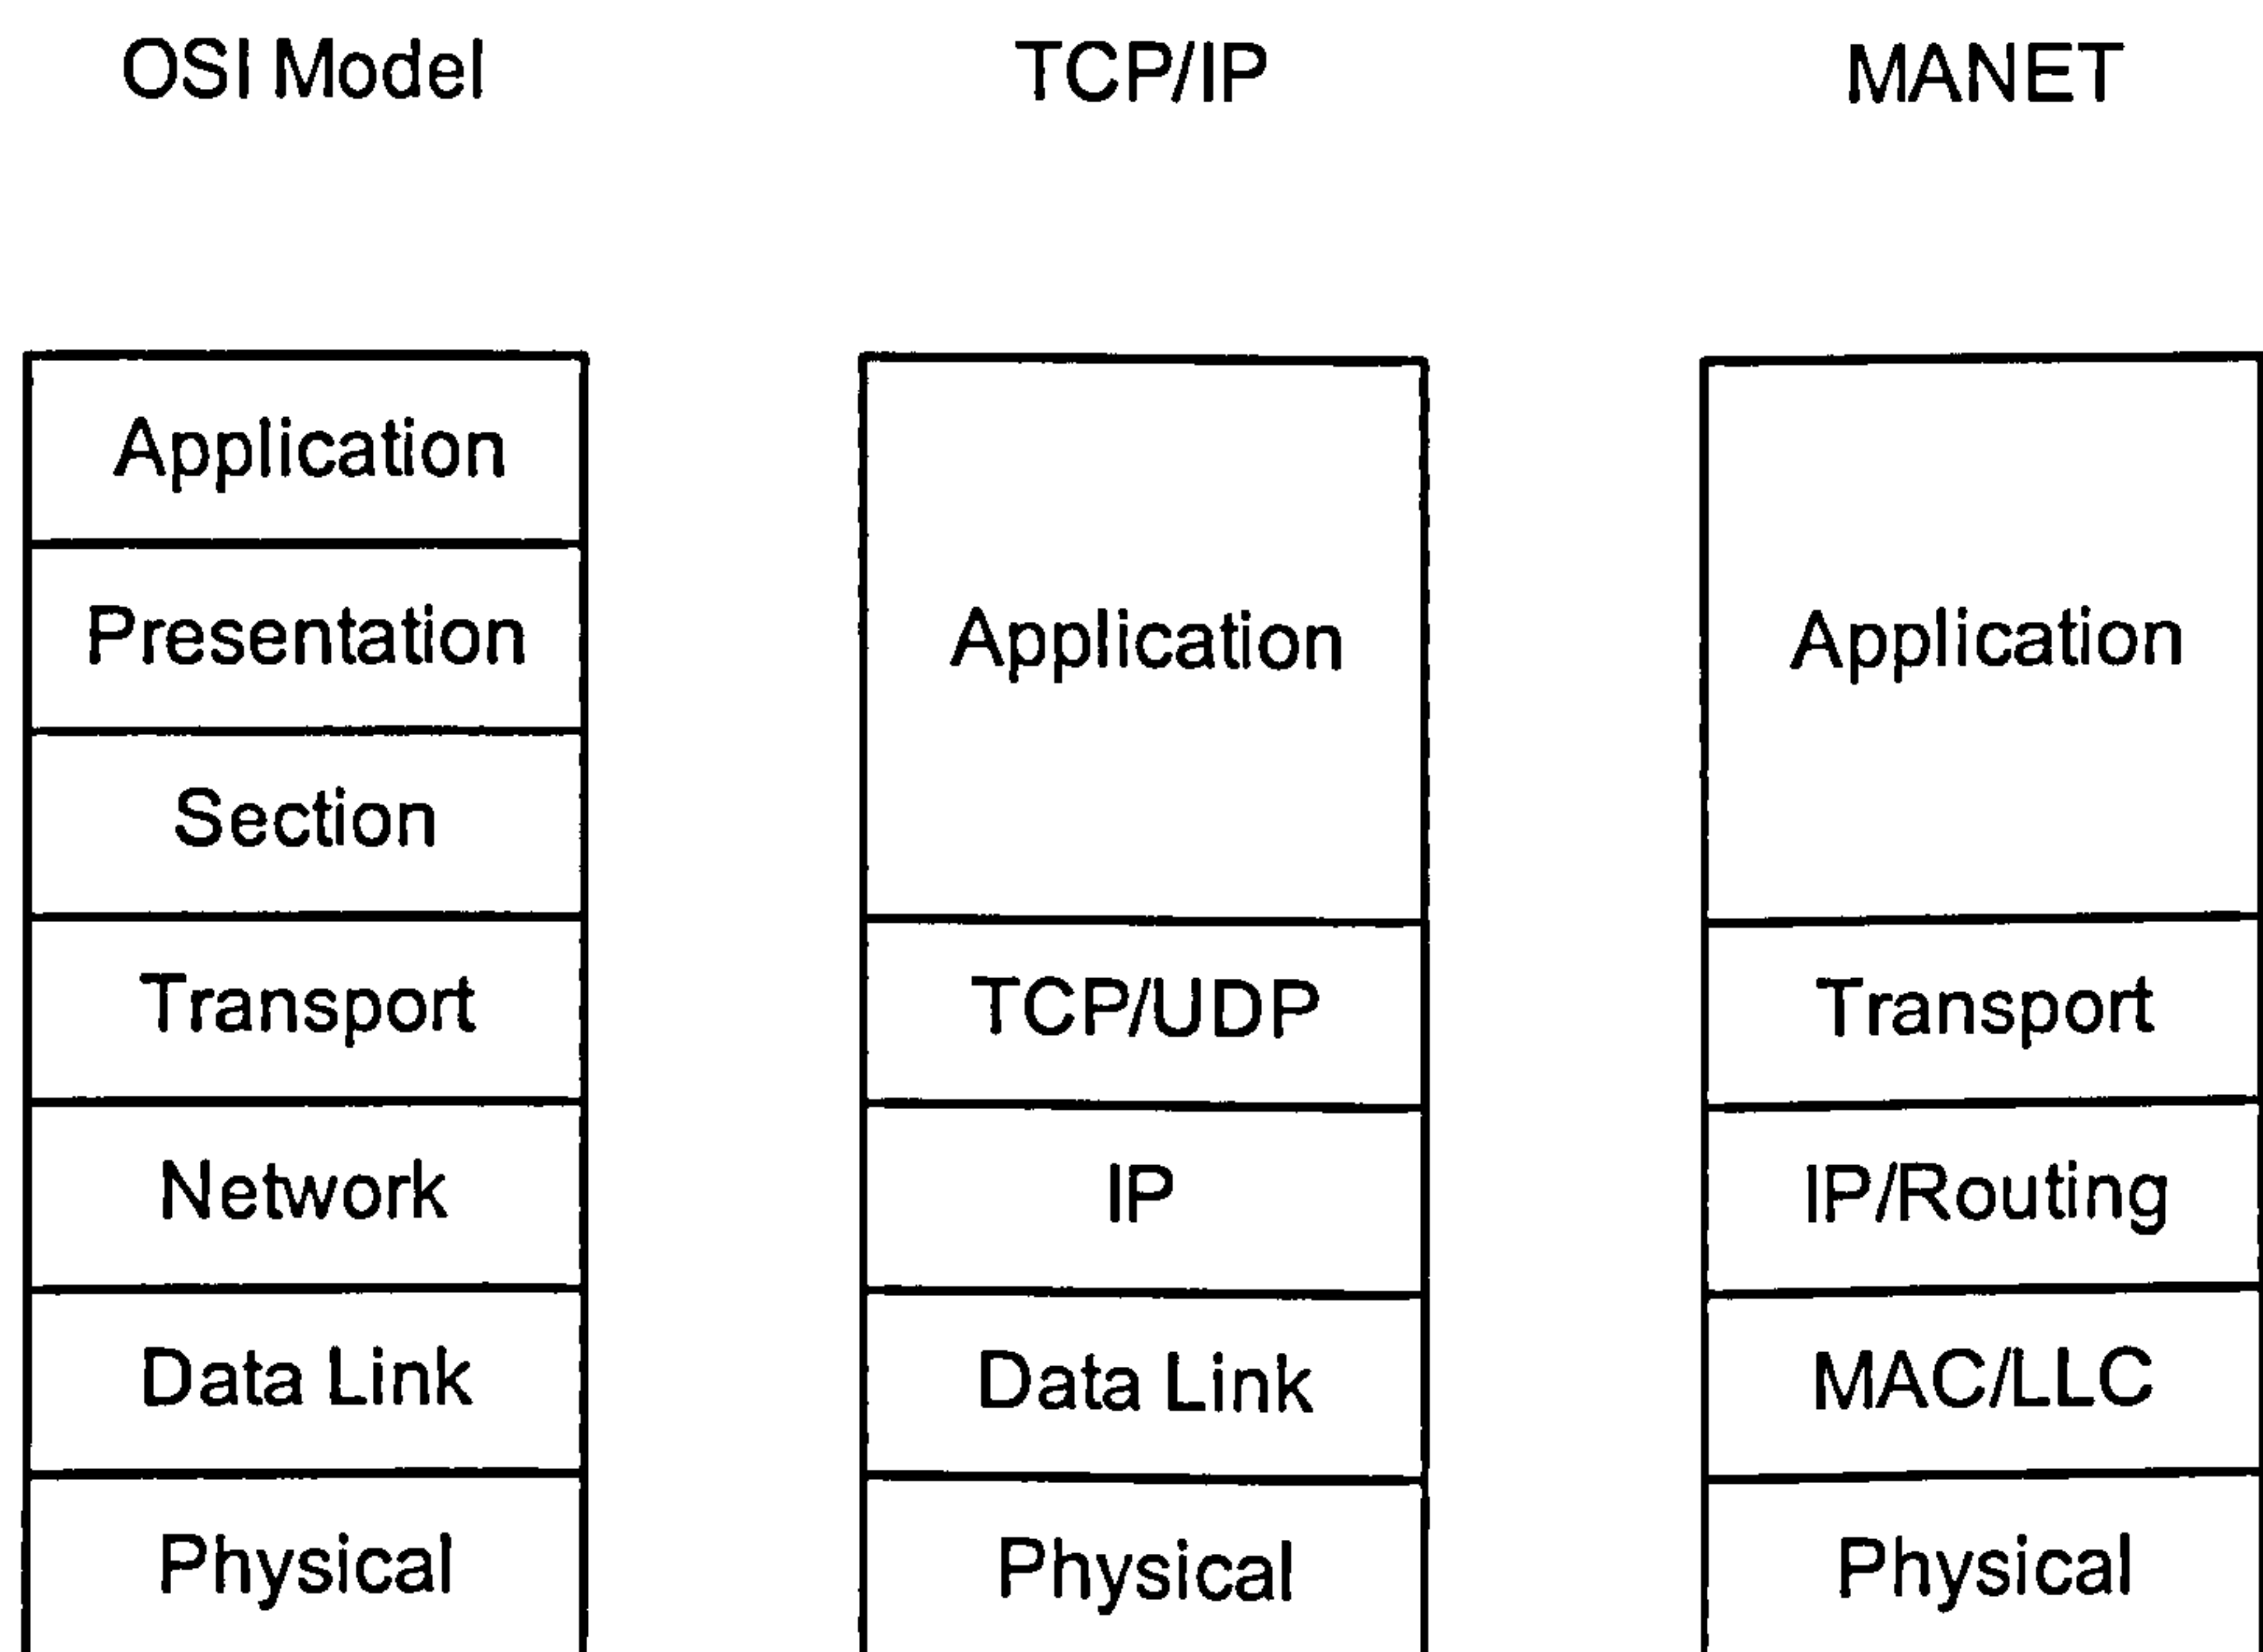 OSI Model
TCP/IP
MANET
Application
Presentation
Section
Transport
Network
Data Link
Physical
Application
TCP/UDP
IP
Data Link
Physical
Application
Transport
IP/Routing
MAC/LLC
Physical